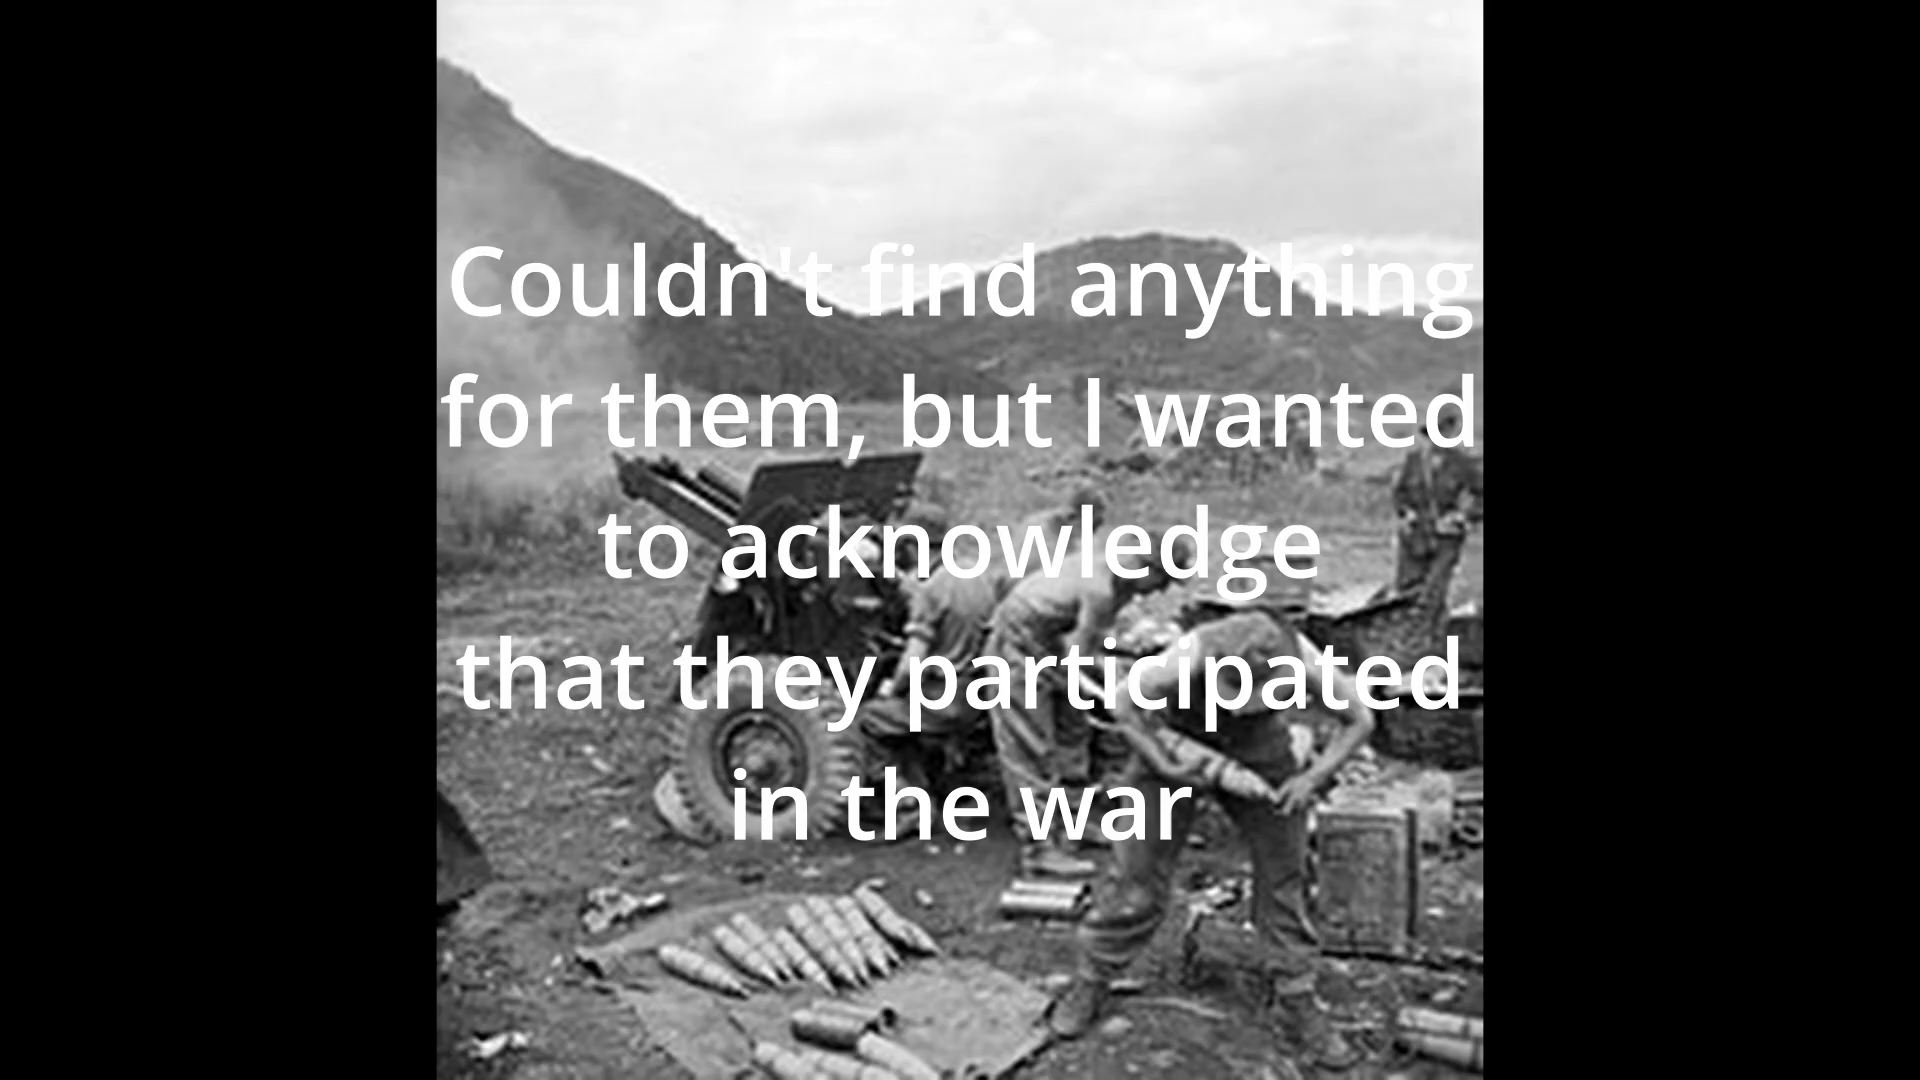 Couldn't find anything
for them, but I wanted
to acknowledge
that they participated
in the war